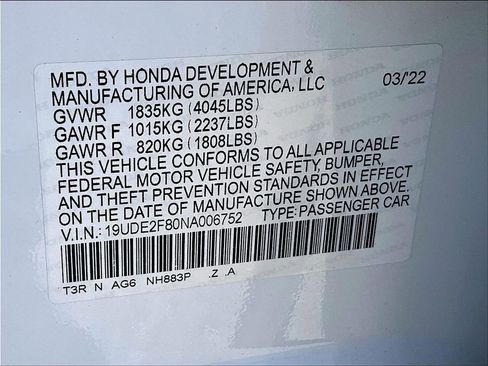 MFD. BY HONDA DEVELOPMENT &
MANUFACTURING OF AMERICA, LLC 03/'22
GVWR 1835KG (4045LBS)
GAWR F 1015KG (2237LBS)
GAWR R 820KG (1808LBS)
THIS VEHICLE CONFORMS TO ALL APPLICABLE
FEDERAL MOTOR VEHICLE SAFETY, BUMPER,
AND THEFT PREVENTION STANDARDS IN EFFECT
ON THE DATE OF MANUFACTURE SHOWN ABOVE.
V.I.N.: 19UDE2F80NA006752 TYPE: PASSENGER CAR
T3R N AG6 NH883P .Z .A